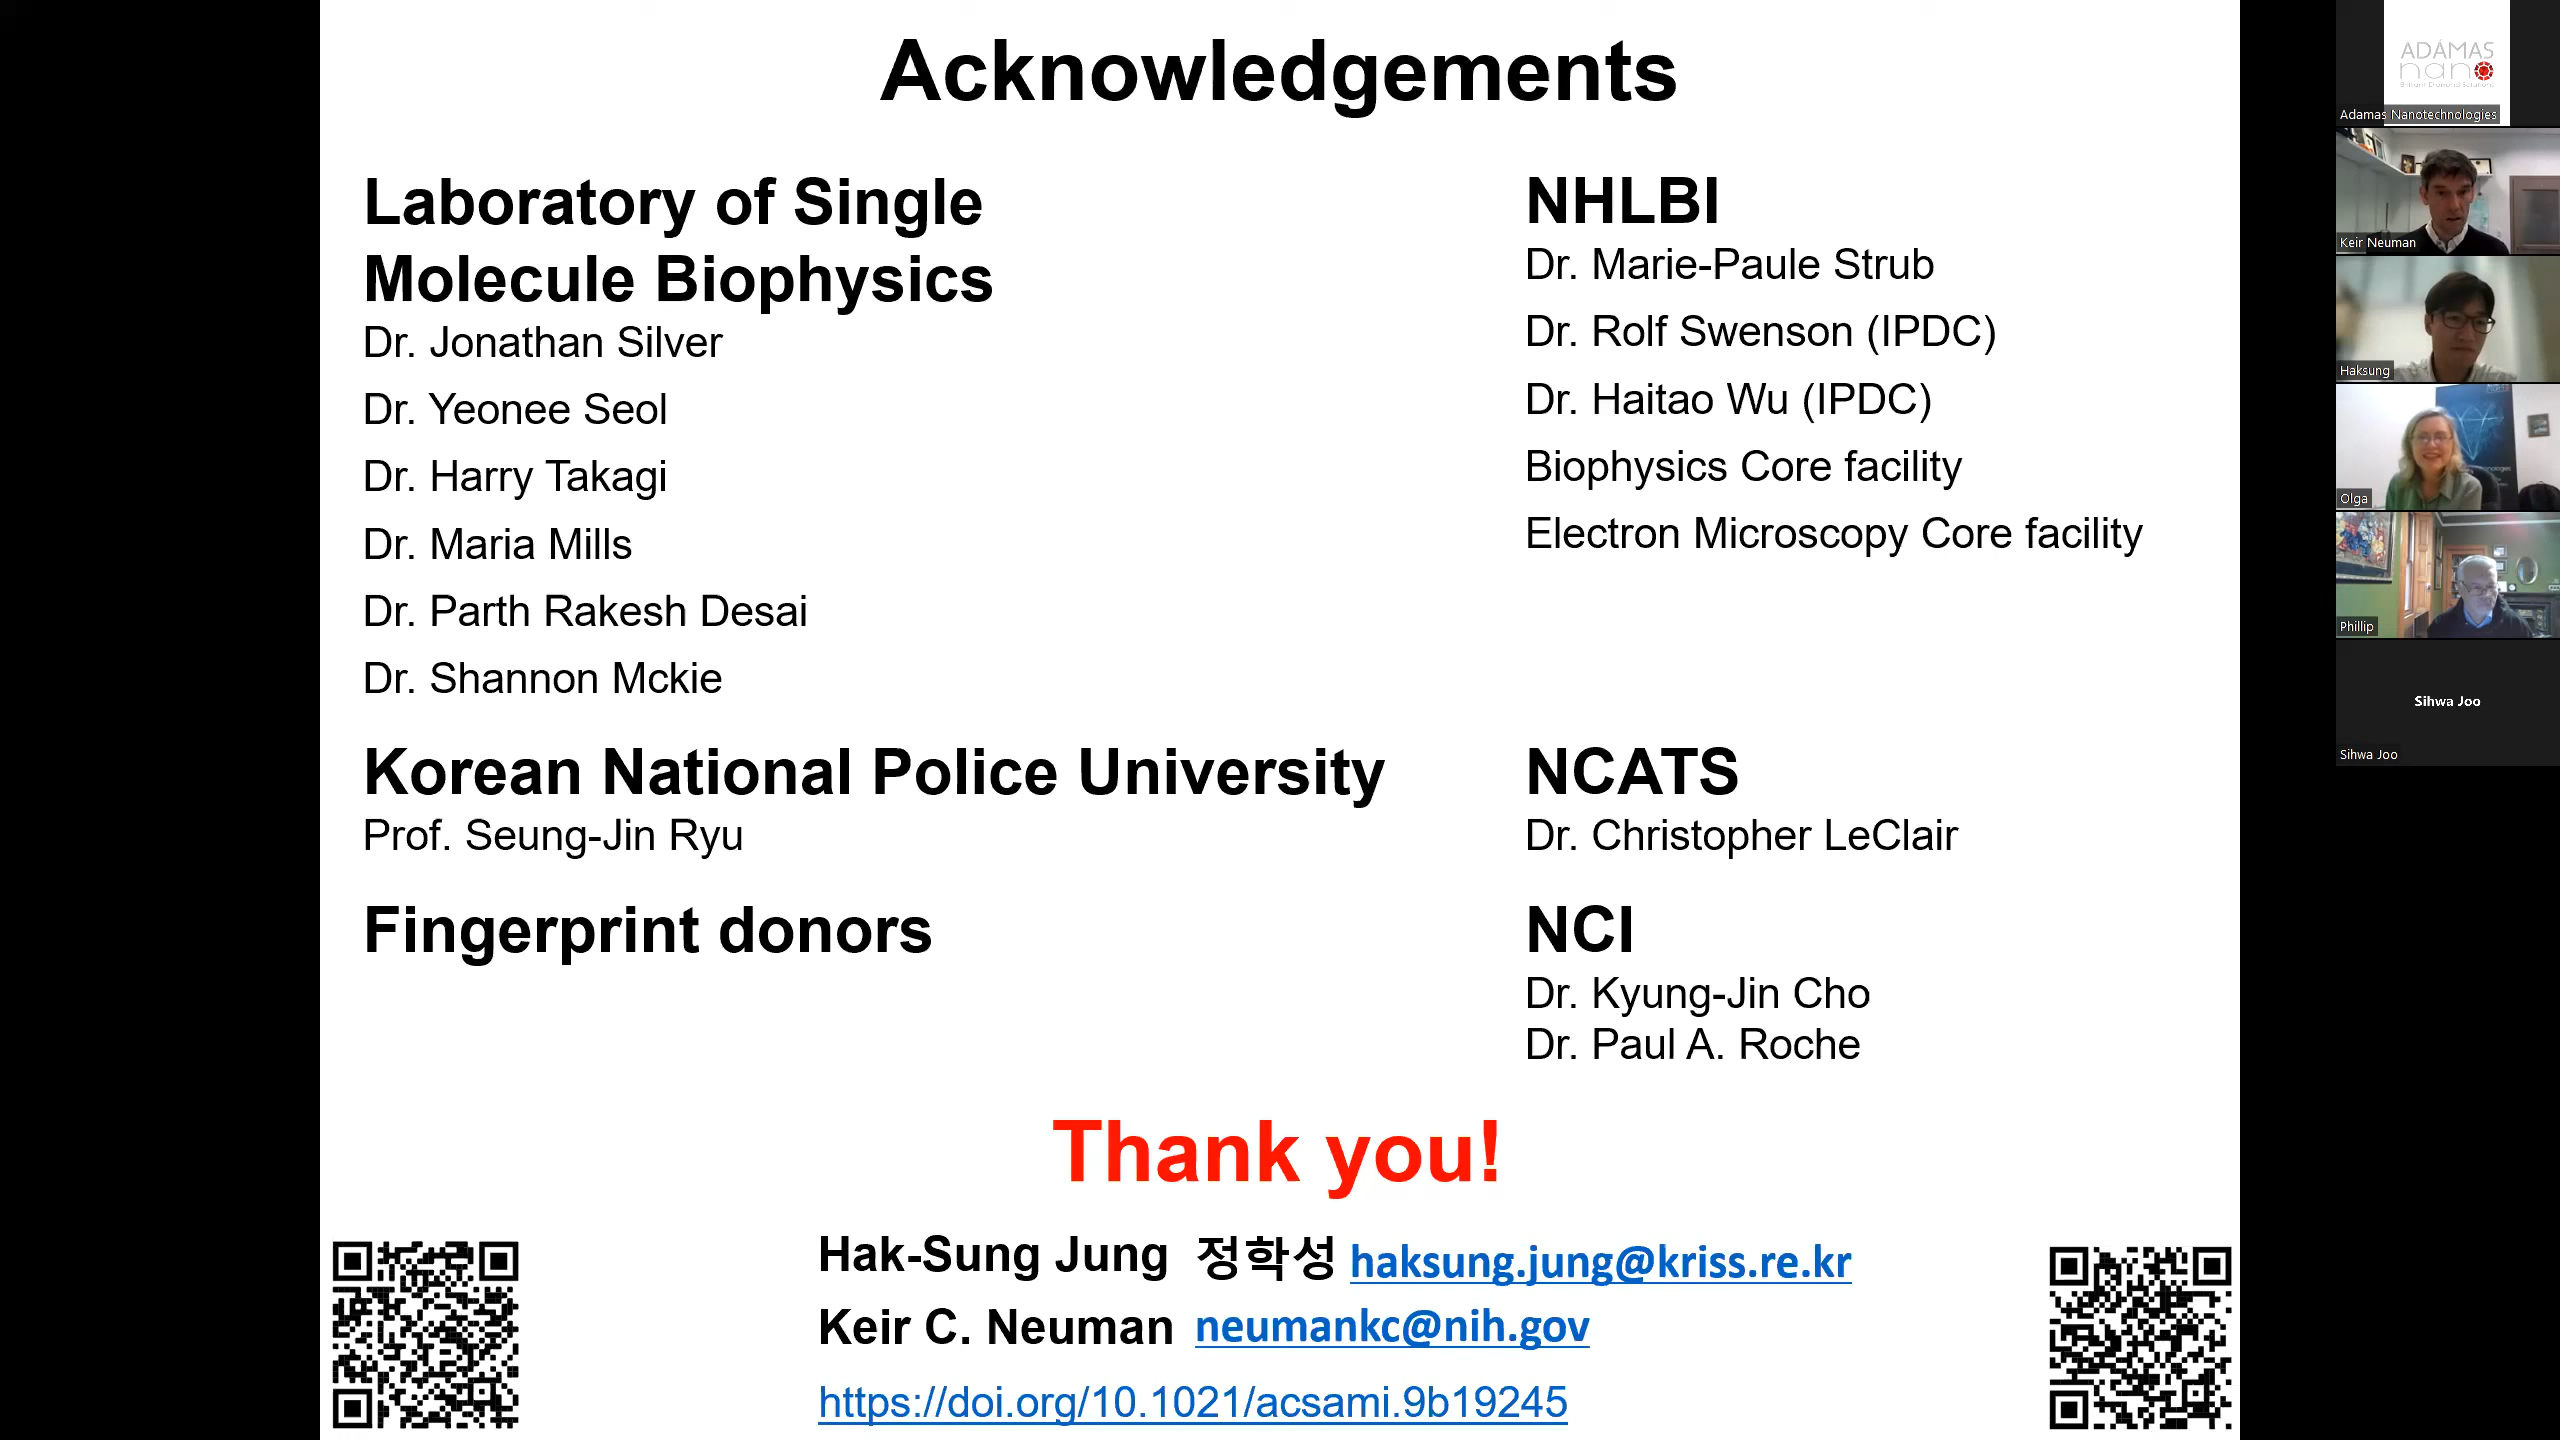 Acknowledgements
Laboratory of Single
Molecule Biophysics
Dr. Jonathan Silver
Dr. Yeonee Seol
Dr. Harry Takagi
Dr. Maria Mills
Dr. Parth Rakesh Desai
Dr. Shannon Mckie
Korean National Police University
Prof. Seung-Jin Ryu
Fingerprint donors
NHLBI
Dr. Marie-Paule Strub
Dr. Rolf Swenson (IPDC)
Dr. Haitao Wu (IPDC)
Biophysics Core facility
Electron Microscopy Core facility
NCATS
Dr. Christopher LeClair
NCI
Dr. Kyung-Jin Cho
Dr. Paul A. Roche
Thank you!
Hak-Sung Jung 정학성 haksung.jung@kriss.re.kr
Keir C. Neuman neumankc@nih.gov
https://doi.org/10.1021/acsami.9b19245
ADÁMAS
nano
Adamas Nanotechnologies
Keir Neuman
Haksung
Olga
Phillip
Sihwa Joo
Sihwa Joo